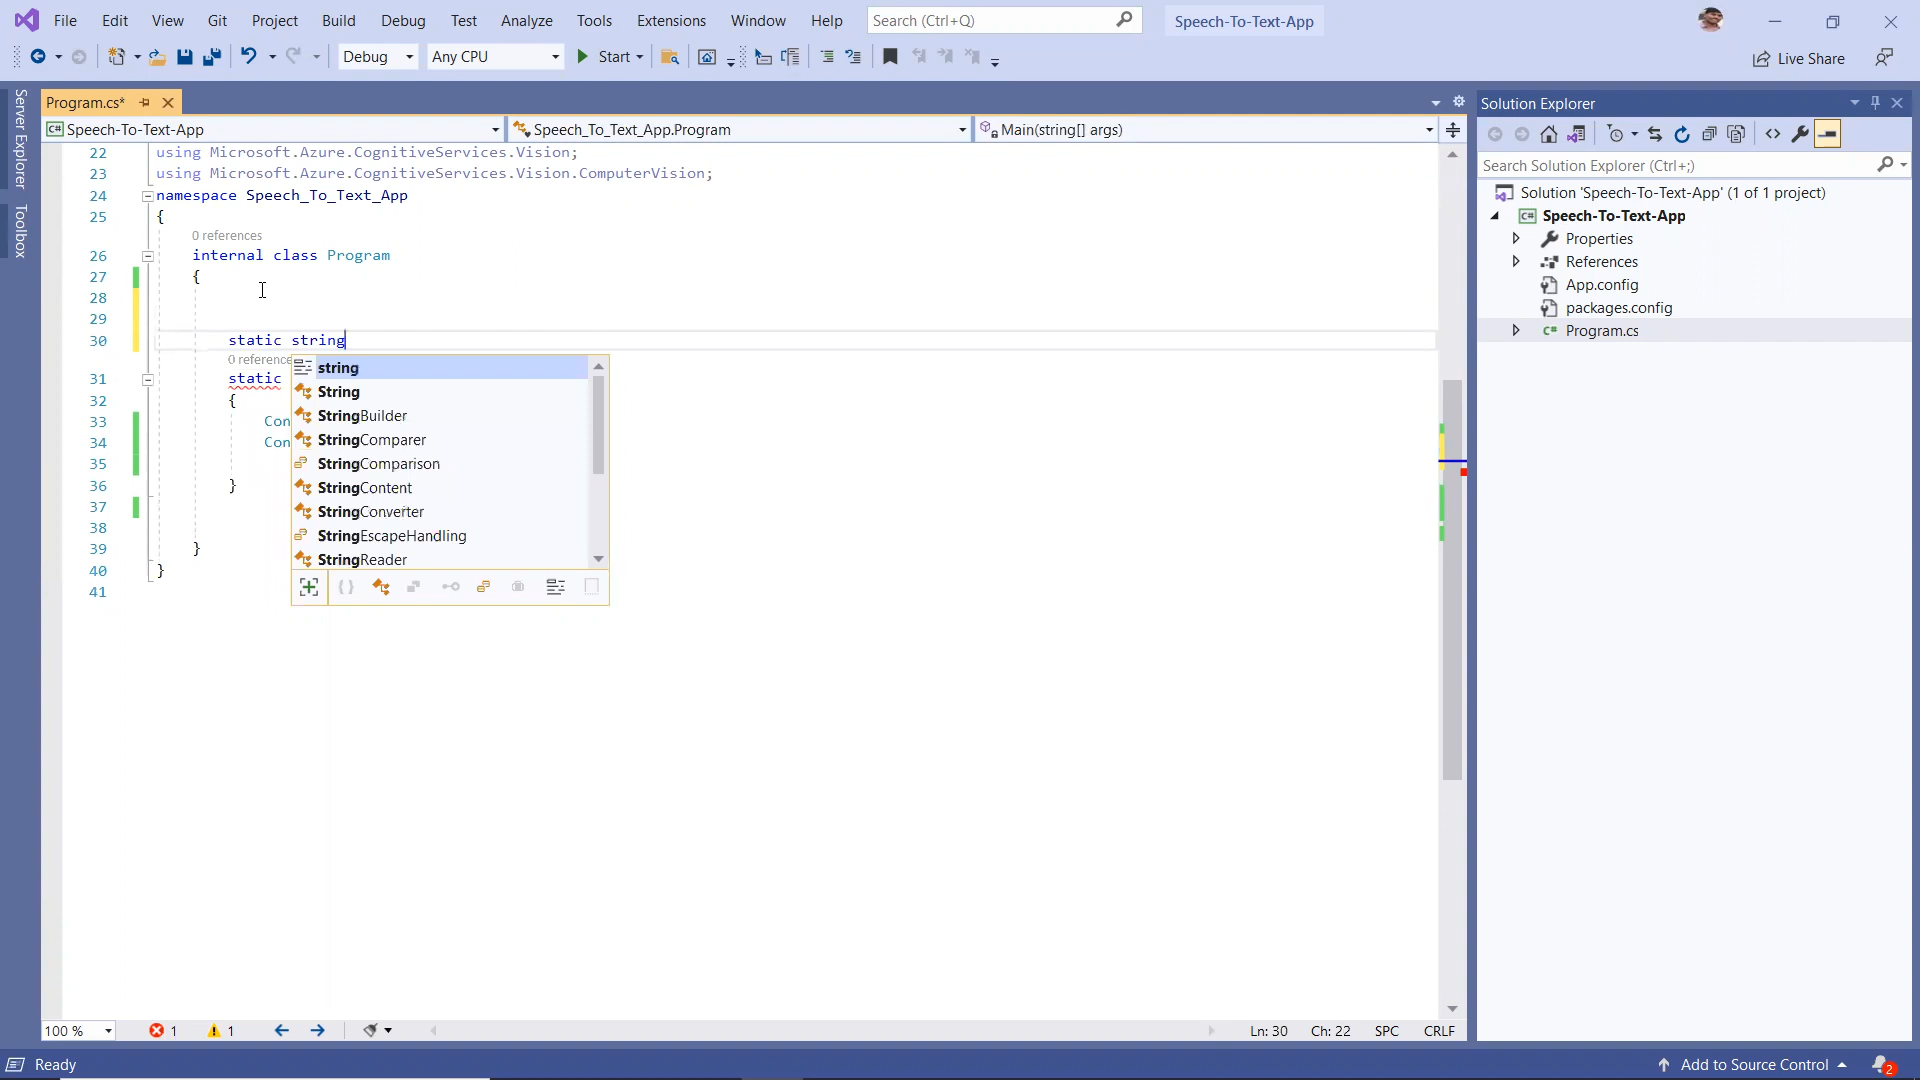 File Edit View Git Project Build Debug Test Analyze Tools Extensions Window Help Search (Ctrl+Q) Speech-To-Text-App
Debug Any CPU Start Live Share
Server Explorer
Toolbox
Program.cs*
Speech-To-Text-App Speech_To_Text_App.Program Main(string[] args)
22 using Microsoft.Azure.CognitiveServices.Vision;
23 using Microsoft.Azure.CognitiveServices.Vision.ComputerVision;
24 namespace Speech_To_Text_App
25 {
0 references
26 internal class Program
27 {
28
29
30 static string
0 reference
31 static
32 {
33 Con
34 Con
35
36 }
37
38
39 }
40 }
41
string
String
StringBuilder
StringComparer
StringComparison
StringContent
StringConverter
StringEscapeHandling
StringReader
Solution Explorer
Search Solution Explorer (Ctrl+;)
Solution 'Speech-To-Text-App' (1 of 1 project)
C# Speech-To-Text-App
Properties
References
App.config
packages.config
C# Program.cs
100 % 1 1 Ln: 30 Ch: 22 SPC CRLF
Ready Add to Source Control 2